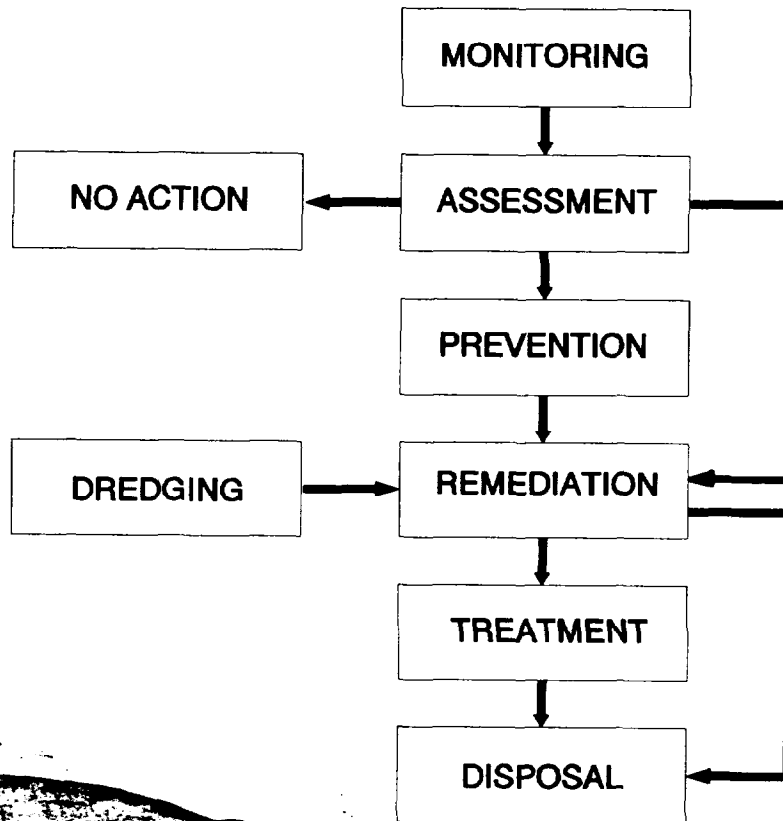 MONITORING
NO ACTION
ASSESSMENT
PREVENTION
DREDGING
REMEDIATION
TREATMENT
DISPOSAL